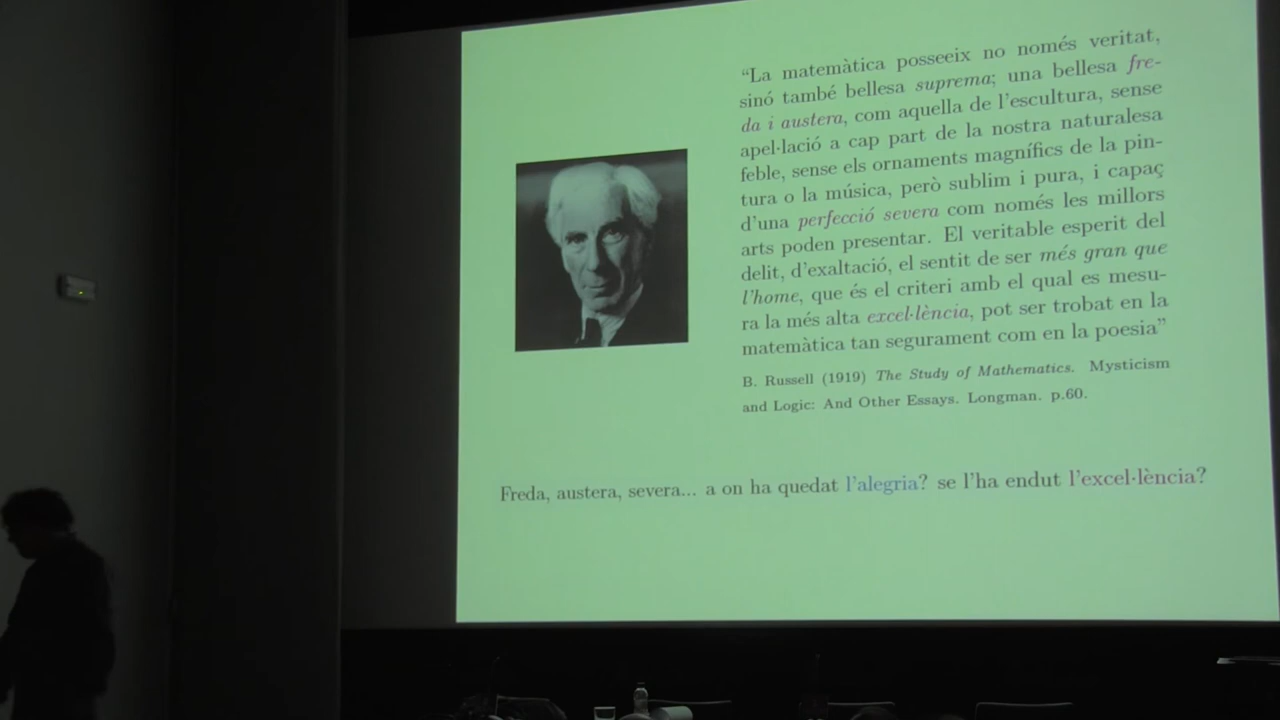 “La matemàtica posseeix no només veritat,
sinó també bellesa suprema; una bellesa fre-
da i austera, com aquella de l’escultura, sense
apel·lació a cap part de la nostra naturalesa
feble, sense els ornaments magnífics de la pin-
tura o la música, però sublim i pura, i capaç
d’una perfecció severa com només les millors
arts poden presentar. El veritable esperit del
delit, d’exaltació, el sentit de ser més gran que
l’home, que és el criteri amb el qual es mesu-
ra la més alta excel·lència, pot ser trobat en la
matemàtica tan segurament com en la poesia”
B. Russell (1919) The Study of Mathematics. Mysticism
and Logic: And Other Essays. Longman. p.60.
Freda, austera, severa... a on ha quedat l’alegria? se l’ha endut l’excel·lència?